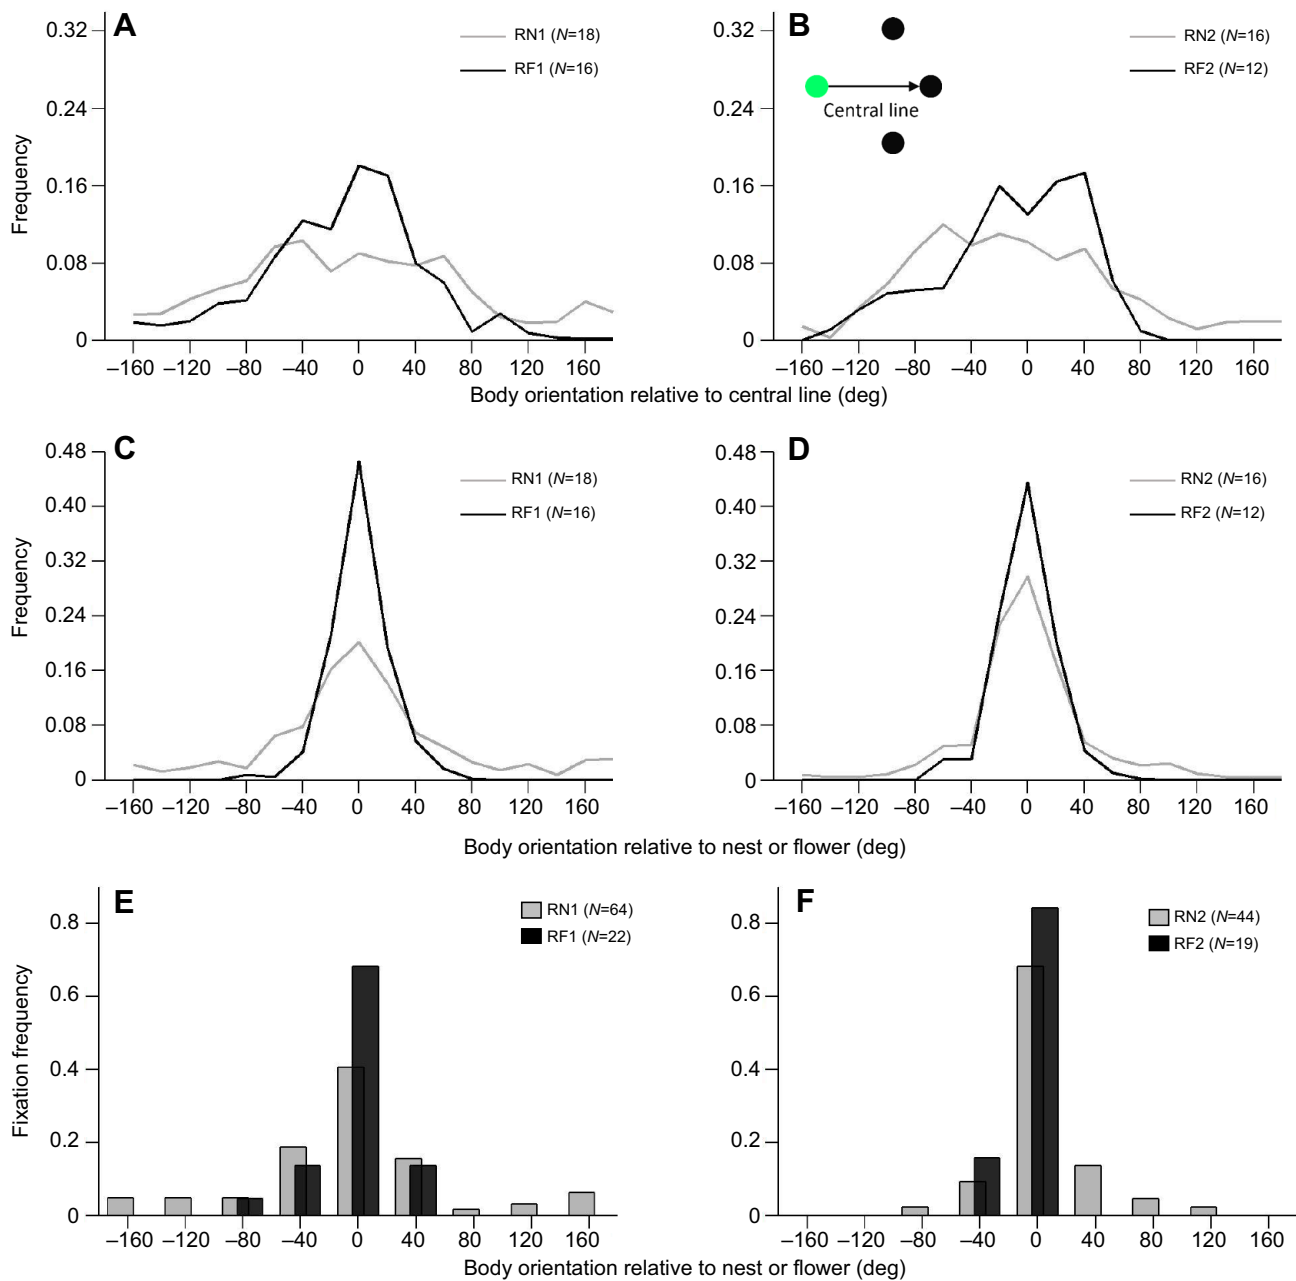 A
B
0.32
RN1 (N=18)
0.32
RN2 (N=16)
RF1 (N=16)
RF2 (N=12)
0.24
0.24
Central line
Frequency
0.16
0.16
0.08
0.08
0
0
–160 –120 –80 –40 0 40 80 120 160
–160 –120 –80 –40 0 40 80 120 160
Body orientation relative to central line (deg)
C
D
0.48
RN1 (N=18)
0.48
RN2 (N=16)
RF1 (N=16)
RF2 (N=12)
0.40
0.40
0.32
0.32
Frequency
0.24
0.24
0.16
0.16
0.08
0.08
0
0
–160 –120 –80 –40 0 40 80 120 160
–160 –120 –80 –40 0 40 80 120 160
Body orientation relative to nest or flower (deg)
E
F
RN1 (N=64)
RN2 (N=44)
0.8
RF1 (N=22)
0.8
RF2 (N=19)
0.6
0.6
Fixation frequency
0.4
0.4
0.2
0.2
0
0
–160 –120 –80 –40 0 40 80 120 160
–160 –120 –80 –40 0 40 80 120 160
Body orientation relative to nest or flower (deg)